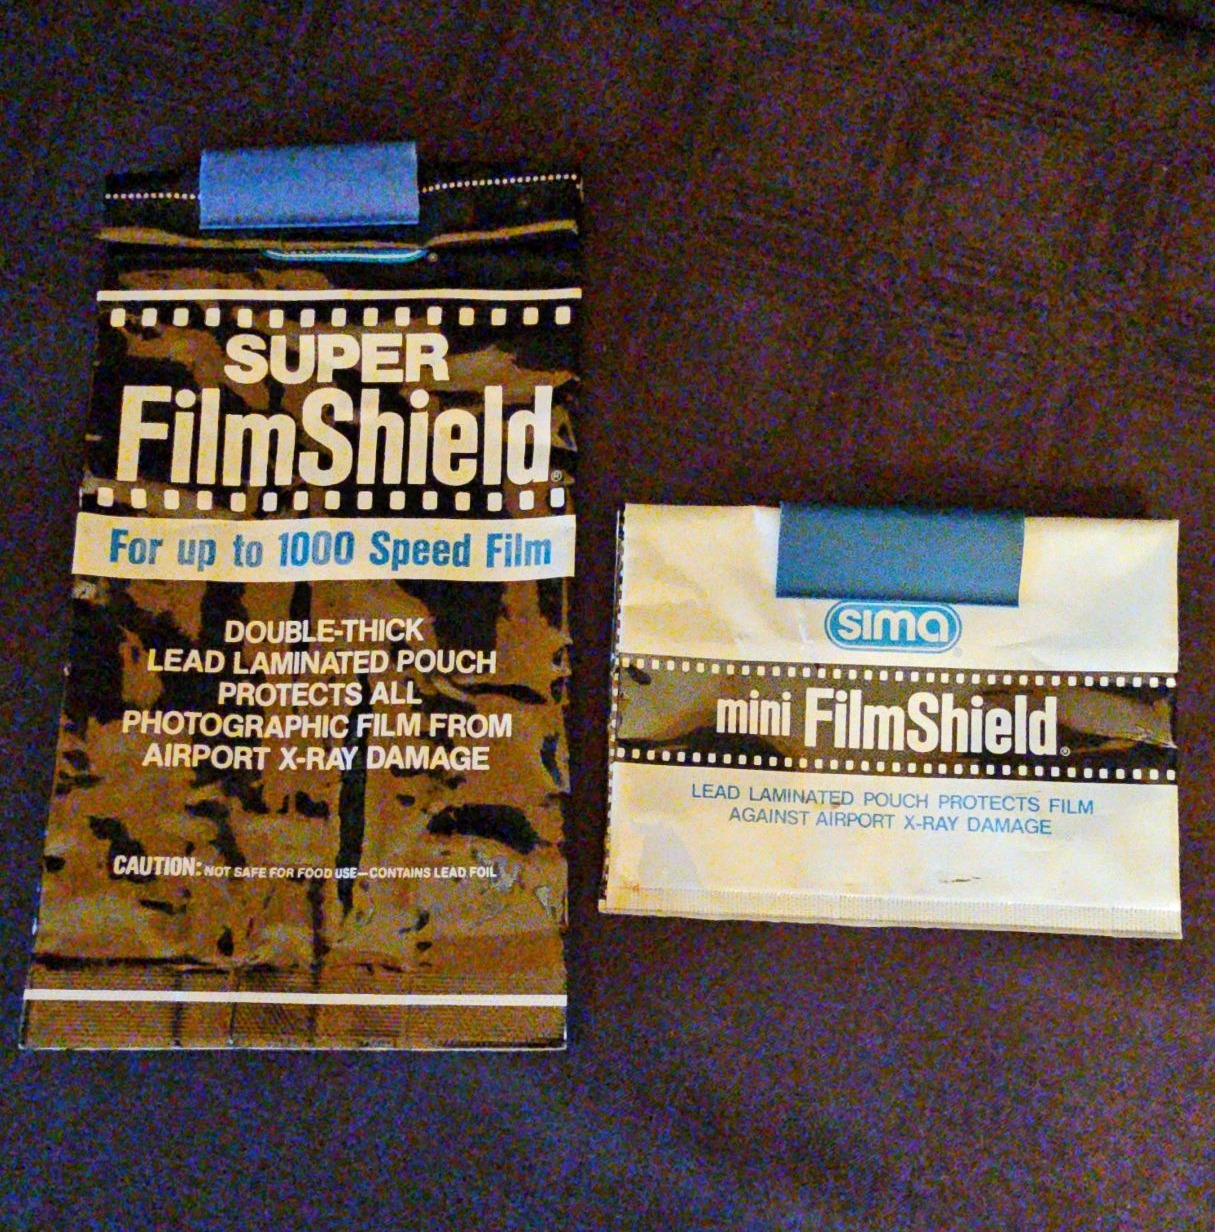 SUPER
FilmShield®
For up to 1000 Speed Film
DOUBLE-THICK
LEAD LAMINATED POUCH
PROTECTS ALL
PHOTOGRAPHIC FILM FROM
AIRPORT X-RAY DAMAGE
CAUTION: NOT SAFE FOR FOOD USE—CONTAINS LEAD FOIL
sima
mini FilmShield®
LEAD LAMINATED POUCH PROTECTS FILM
AGAINST AIRPORT X-RAY DAMAGE